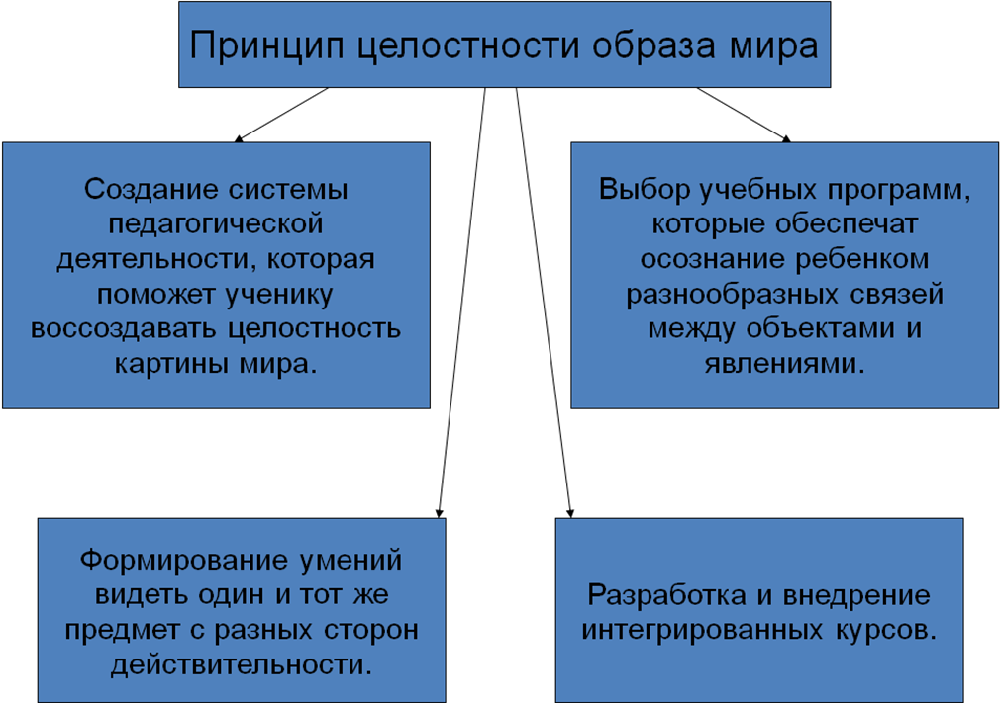 Принцип целостности образа мира
Создание системы
педагогической
деятельности, которая
поможет ученику
воссоздавать целостность
картины мира.
Выбор учебных программ,
которые обеспечат
осознание ребенком
разнообразных связей
между объектами и
явлениями.
Формирование умений
видеть один и тот же
предмет с разных сторон
действительности.
Разработка и внедрение
интегрированных курсов.